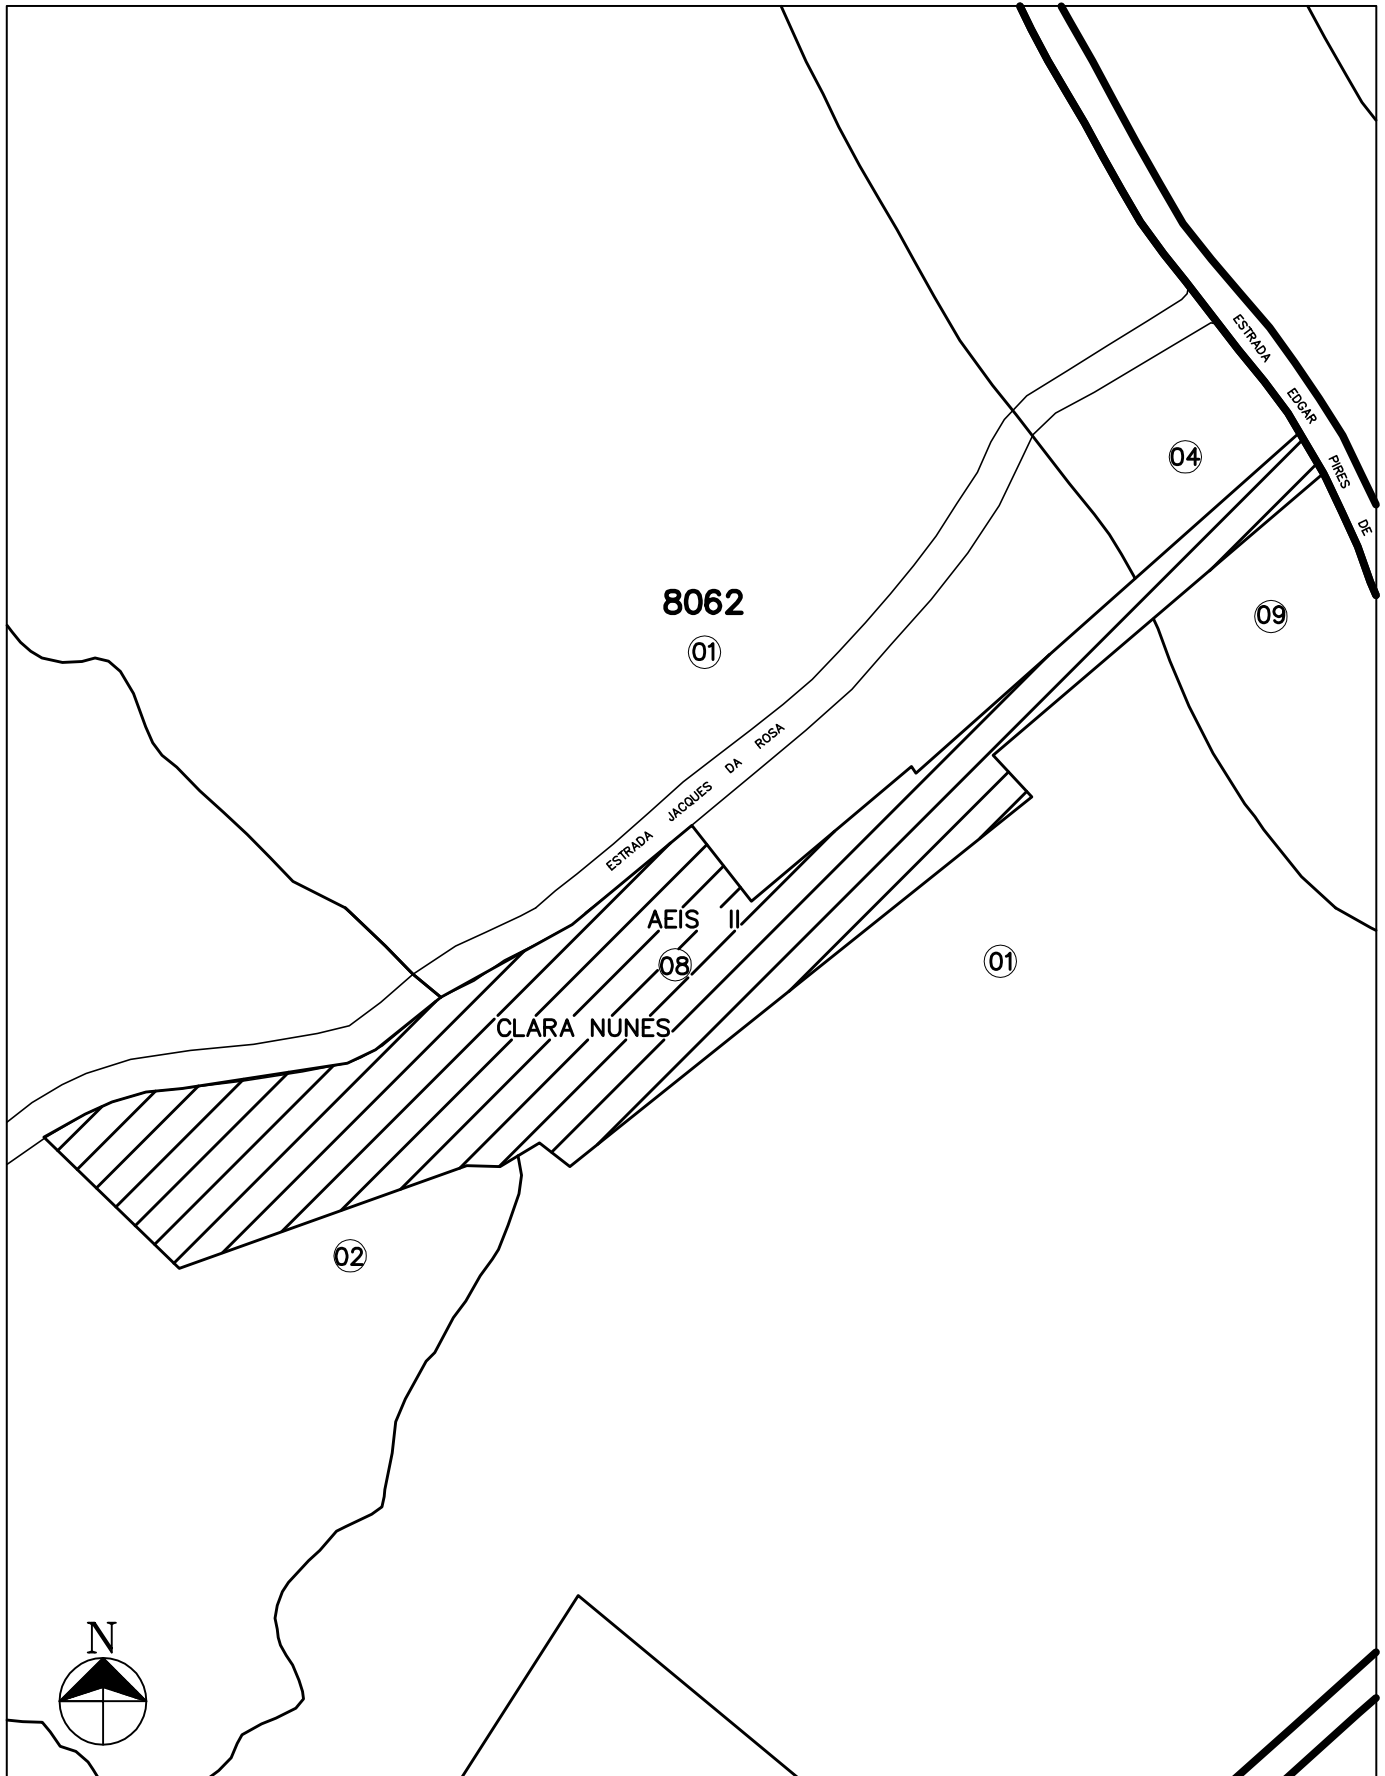 ESTRADA EDGAR PIRES DE
04
8062
01
09
ESTRADA JACQUES DA ROSA
AEIS II
08
01
CLARA NUNES
02
N